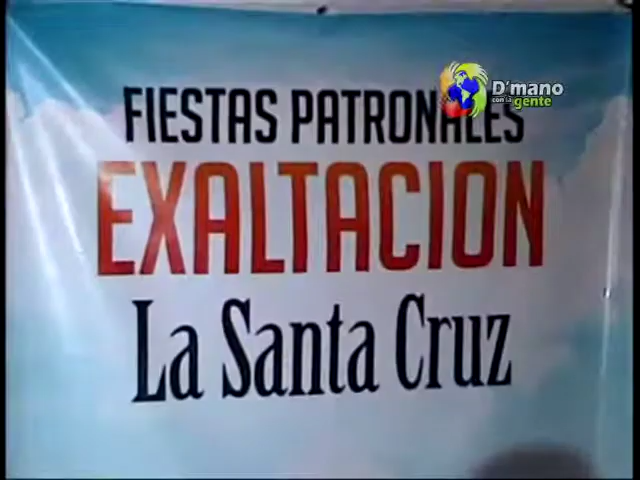 D'mano
con la gente
FIESTAS PATRONALES
EXALTACION
La Santa Cruz